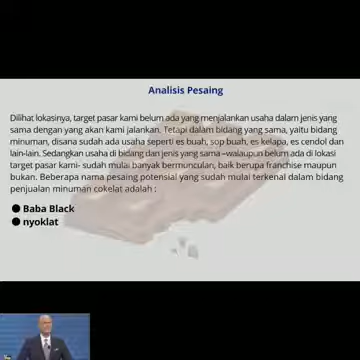 Analisis Pesaing
Dilihat lokasinya, target pasar kami belum ada yang menjalankan usaha dalam jenis yang
sama dengan yang akan kami jalankan. Tetapi dalam bidang yang sama, yaitu bidang
minuman, disana sudah ada usaha seperti es buah, sop buah, es kelapa, es cendol dan
lain-lain. Sedangkan usaha di bidang dan jenis yang sama –walaupun belum ada di lokasi
target pasar kami- sudah mulai banyak bermunculan, baik berupa franchise maupun
bukan. Beberapa nama pesaing potensial yang sudah mulai terkenal dalam bidang
penjualan minuman cokelat adalah :
● Baba Black
● nyoklat